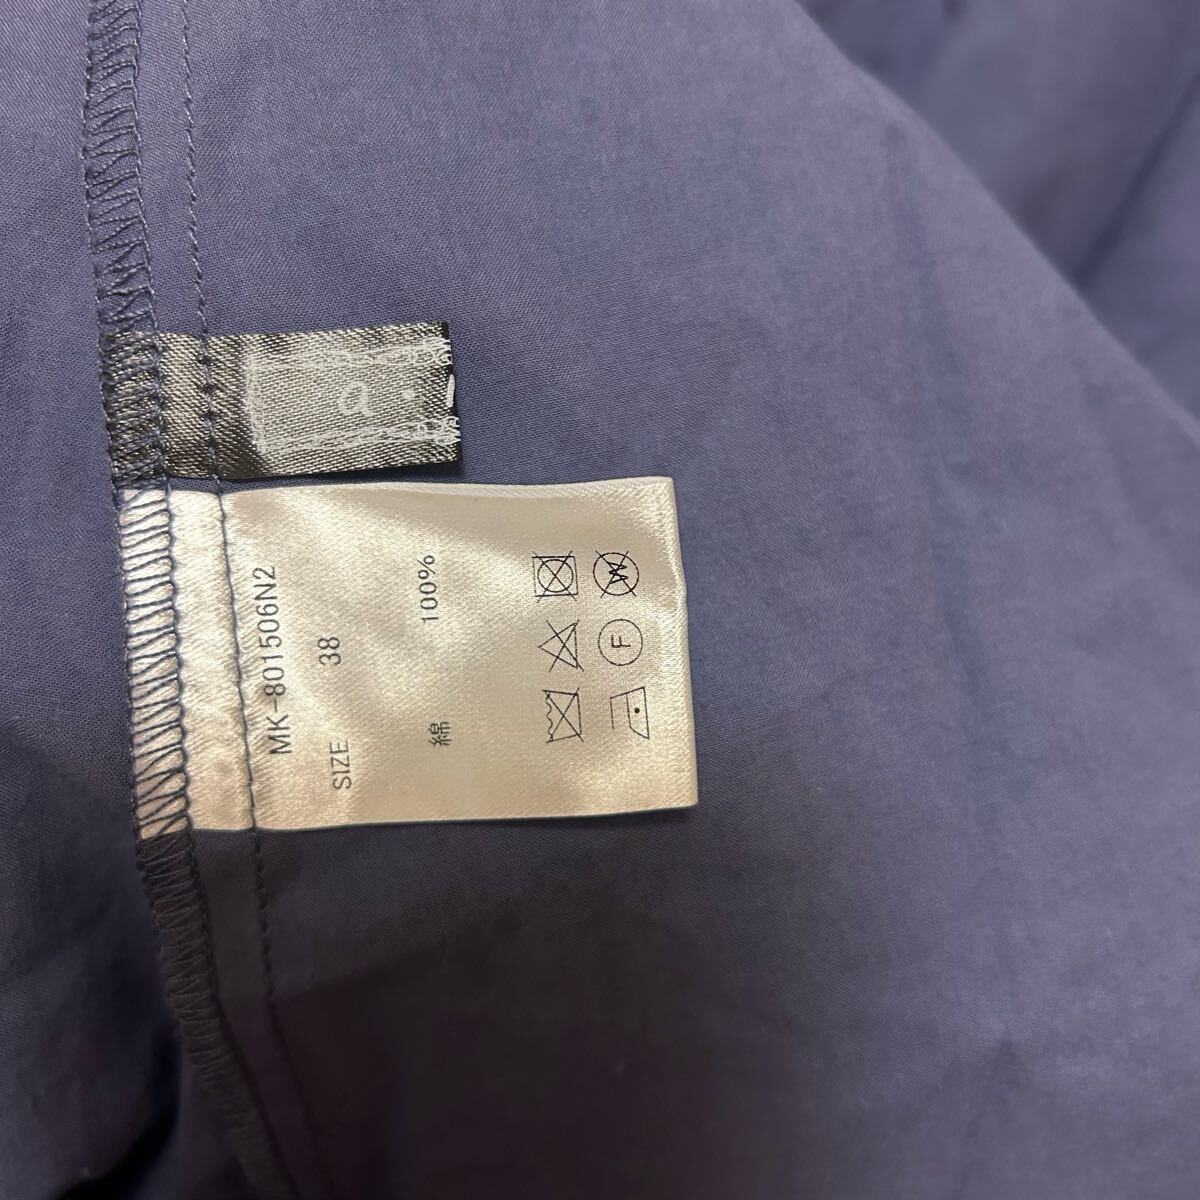 a.
MK-801506N2
SIZE 38
綿 100%
F
W